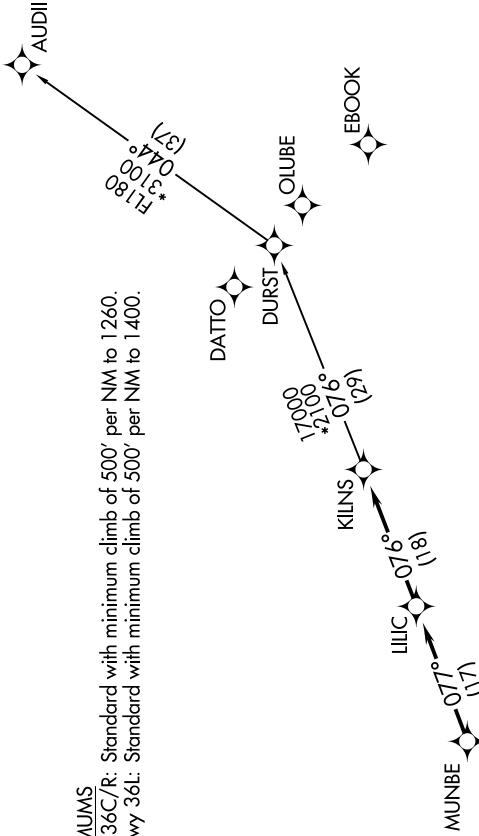 AUDII
EBOOK
FL180
*3100
044°
(37)
OLUBE
DATTO
DURST
17000
*2100
076°
(29)
KILNS
076°
(18)
LILIC
077°
(17)
MUNBE
36C/R: Standard with minimum climb of 500' per NM to 1260.
36L: Standard with minimum climb of 500' per NM to 1400.